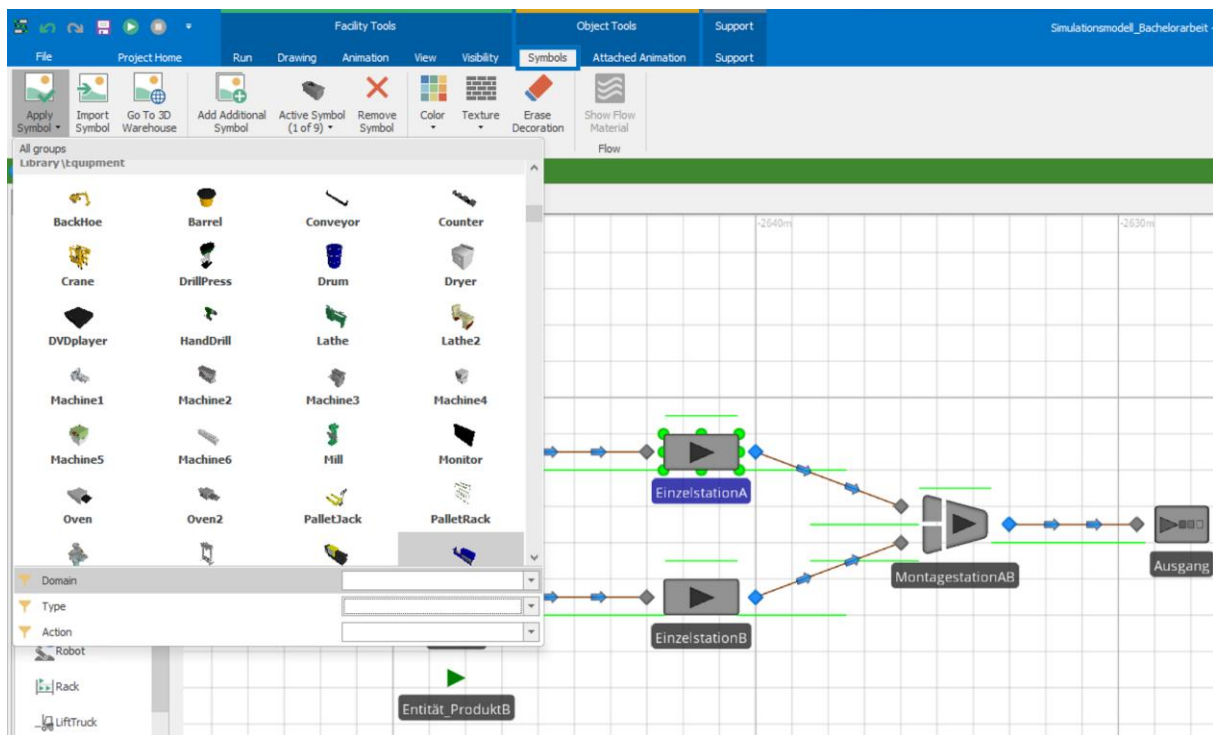 Facility Tools Object Tools Support Simulationsmodell_Bachelorarbeit -
File Project Home Run Drawing Animation View Visibility Symbols Attached Animation Support
Apply Symbol Import Symbol Go To 3D Warehouse Add Additional Symbol Active Symbol (1 of 9) Remove Symbol Color Texture Erase Decoration Show Flow Material
Flow
All groups
Library\Equipment
BackHoe Barrel Conveyor Counter
Crane DrillPress Drum Dryer
DVDplayer HandDrill Lathe Lathe2
Machine1 Machine2 Machine3 Machine4
Machine5 Machine6 Mill Monitor
Oven Oven2 PalletJack PalletRack
Domain
Type
Action
Robot
Rack
LiftTruck
-2640m -2630m
EinzelstationA
MontagestationAB
Ausgang
EinzelstationB
Entität_ProduktB